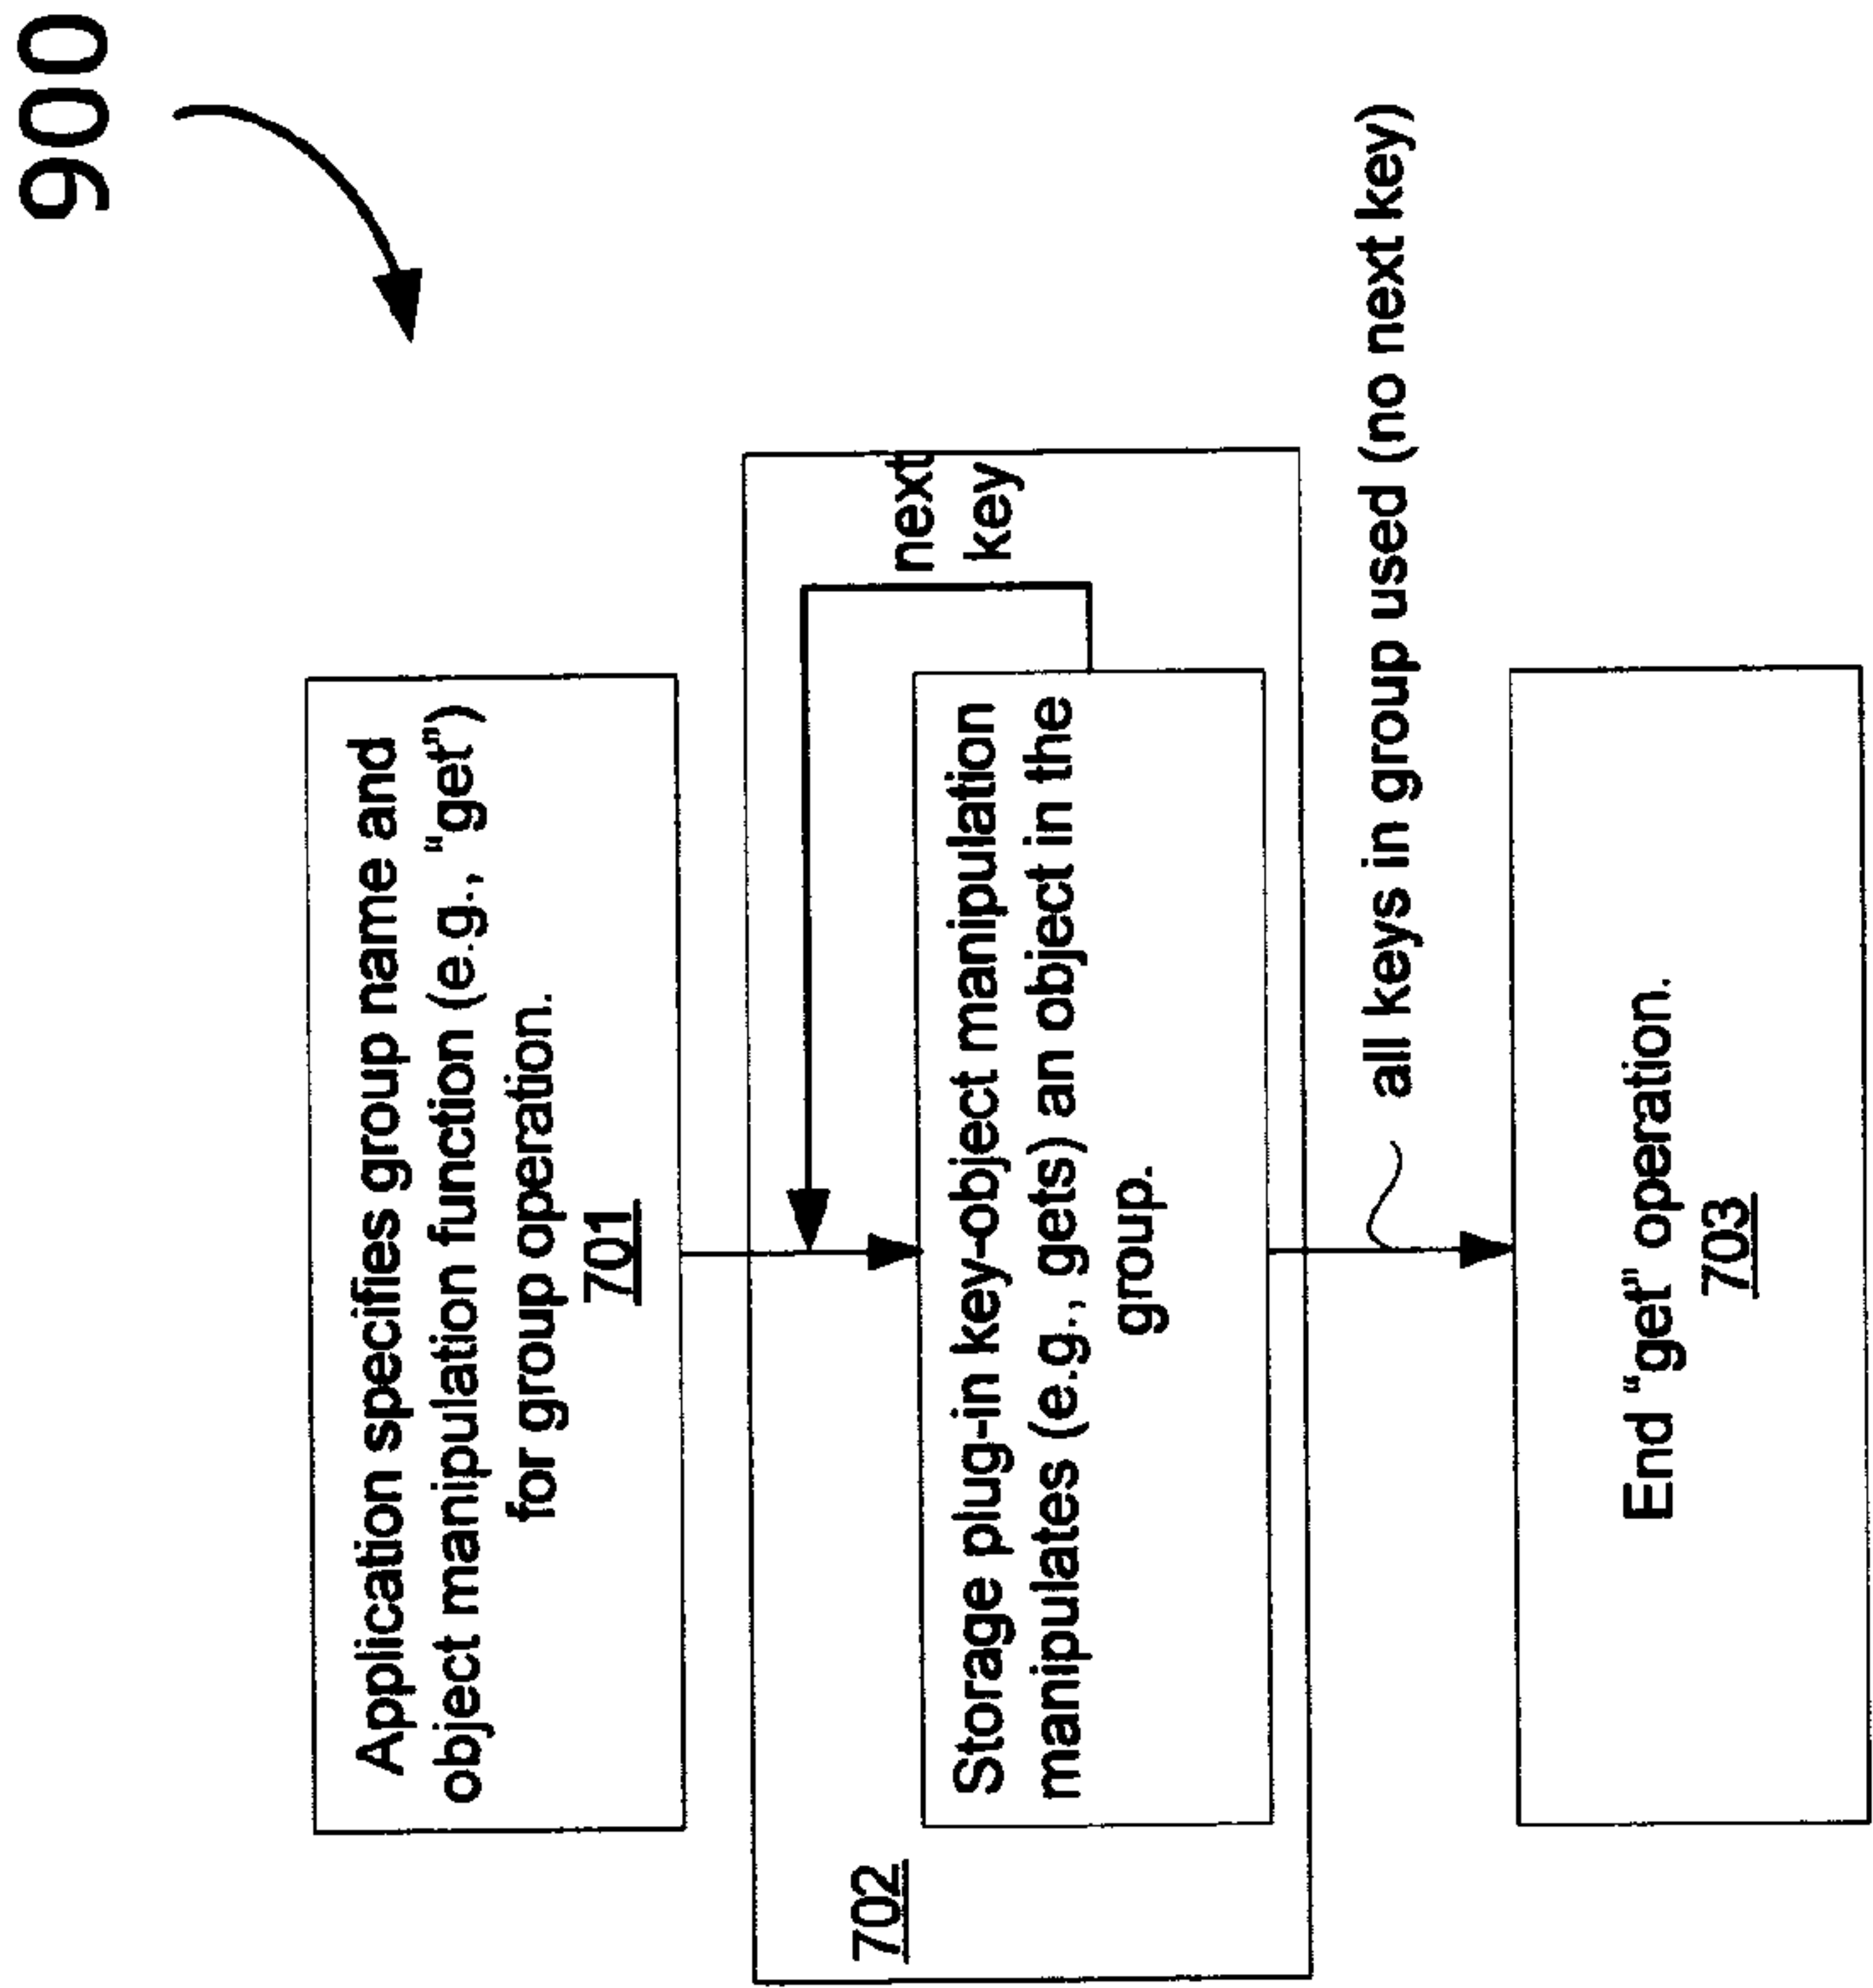 900
Application specifies group name and
object manipulation function (e.g., “get”)
for group operation.
701
702
next
key
Storage plug-in key-object manipulation
manipulates (e.g., gets) an object in the
group.
all keys in group used (no next key)
End “get” operation.
703